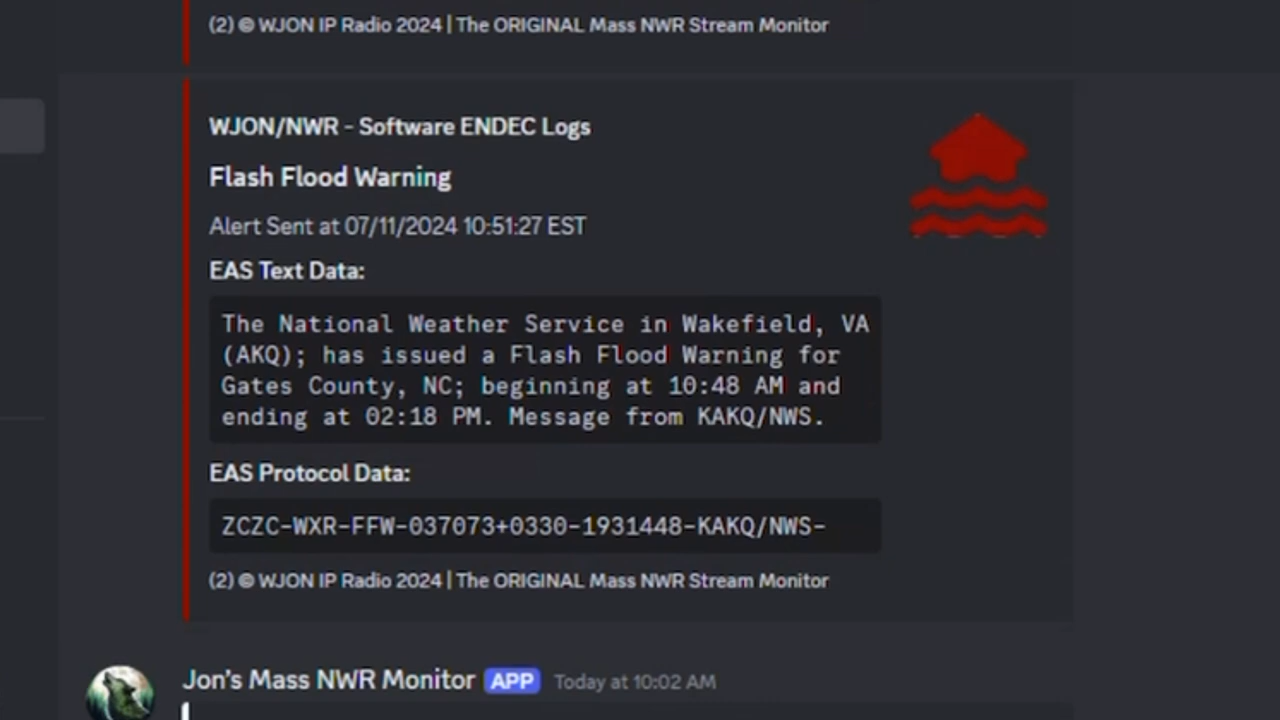 (2) © WJON IP Radio 2024 | The ORIGINAL Mass NWR Stream Monitor
WJON/NWR - Software ENDEC Logs
Flash Flood Warning
Alert Sent at 07/11/2024 10:51:27 EST
EAS Text Data:
The National Weather Service in Wakefield, VA
(AKQ); has issued a Flash Flood Warning for
Gates County, NC; beginning at 10:48 AM and
ending at 02:18 PM. Message from KAKQ/NWS.
EAS Protocol Data:
ZCZC-WXR-FFW-037073+0330-1931448-KAKQ/NWS-
(2) © WJON IP Radio 2024 | The ORIGINAL Mass NWR Stream Monitor
Jon's Mass NWR Monitor APP Today at 10:02 AM